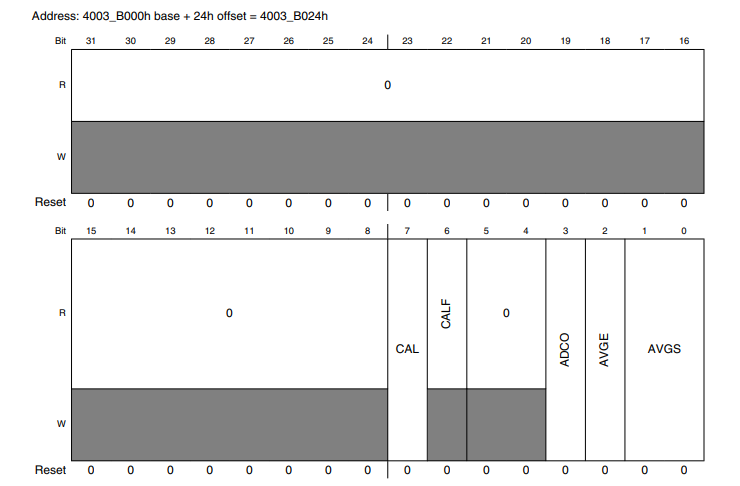 Address: 4003_B000h base + 24h offset = 4003_B024h
Bit 31 30 29 28 27 26 25 24 23 22 21 20 19 18 17 16
R 0
W
Reset 0 0 0 0 0 0 0 0 0 0 0 0 0 0 0 0
Bit 15 14 13 12 11 10 9 8 7 6 5 4 3 2 1 0
R 0 CAL CALF 0 ADCO AVGE AVGS
W
Reset 0 0 0 0 0 0 0 0 0 0 0 0 0 0 0 0